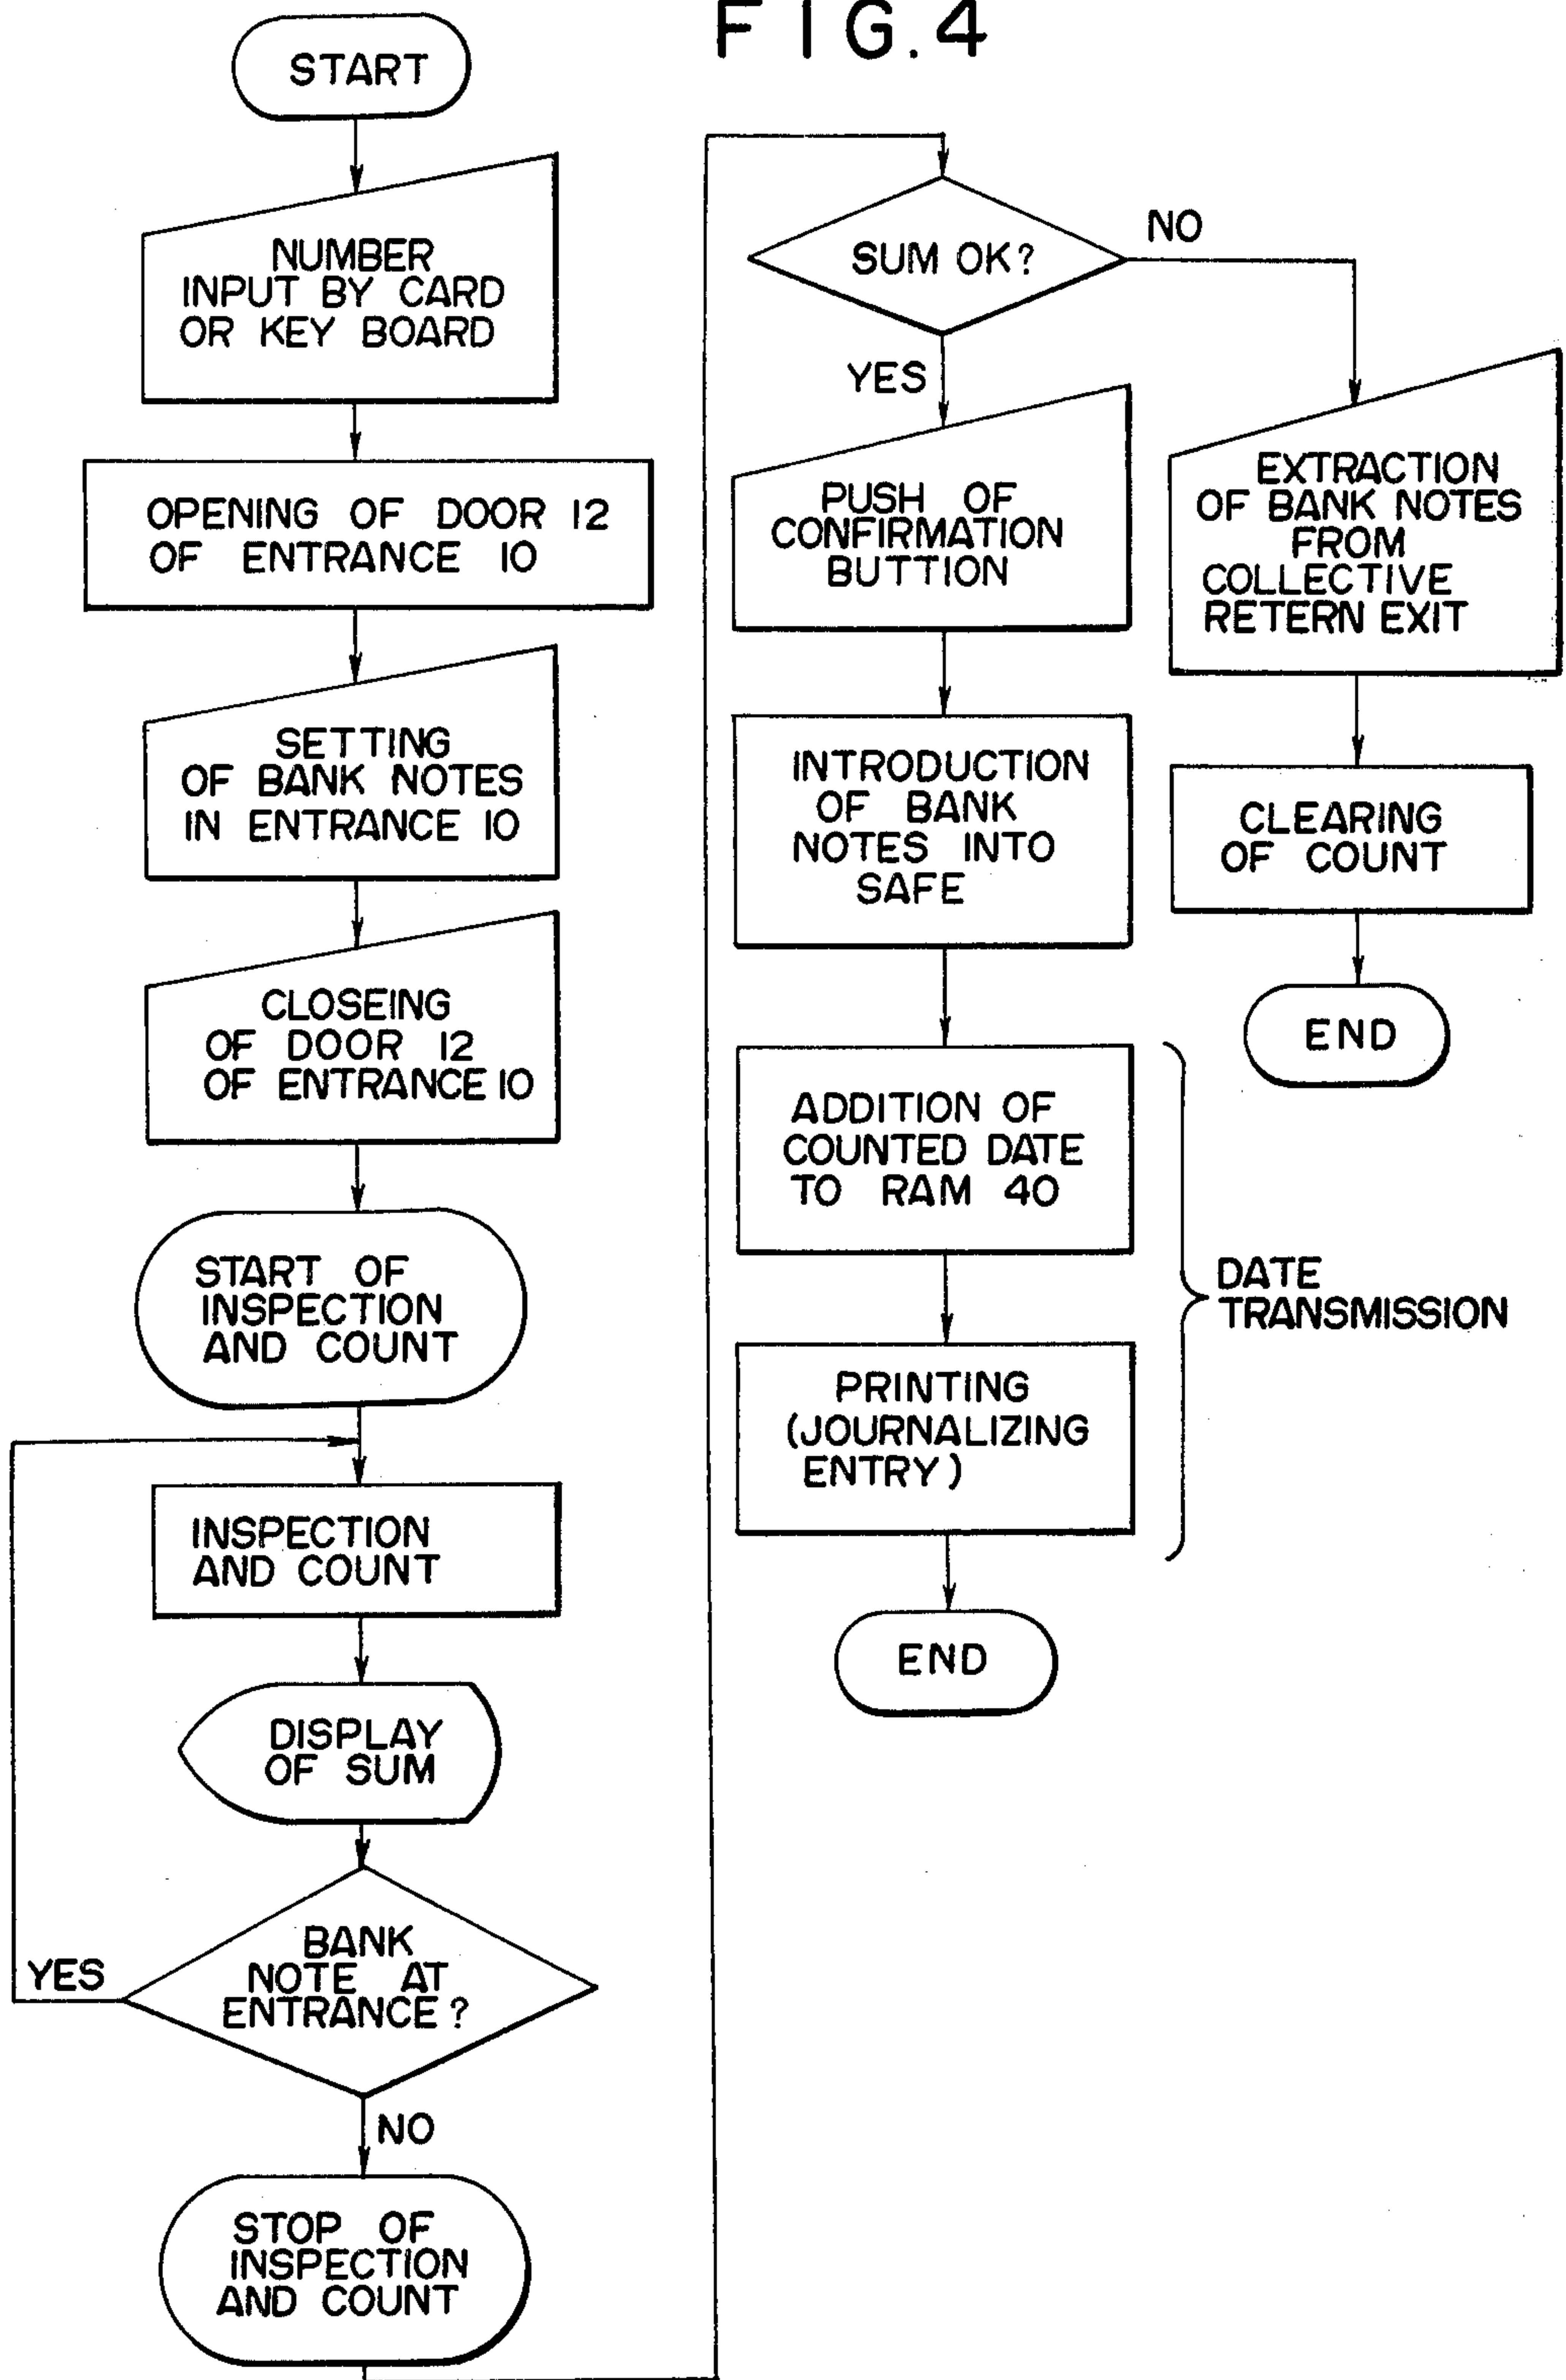 FIG.4
START
NUMBER
INPUT BY CARD
OR KEY BOARD
OPENING OF DOOR 12
OF ENTRANCE 10
SETTING
OF BANK NOTES
IN ENTRANCE 10
CLOSEING
OF DOOR 12
OF ENTRANCE 10
START OF
INSPECTION
AND COUNT
INSPECTION
AND COUNT
DISPLAY
OF SUM
BANK
NOTE AT
ENTRANCE?
YES
NO
STOP OF
INSPECTION
AND COUNT
SUM OK?
NO
YES
PUSH OF
CONFIRMATION
BUTTION
INTRODUCTION
OF BANK
NOTES INTO
SAFE
ADDITION OF
COUNTED DATE
TO RAM 40
PRINTING
(JOURNALIZING
ENTRY)
END
EXTRACTION
OF BANK NOTES
FROM
COLLECTIVE
RETERN EXIT
CLEARING
OF COUNT
END
DATE
TRANSMISSION